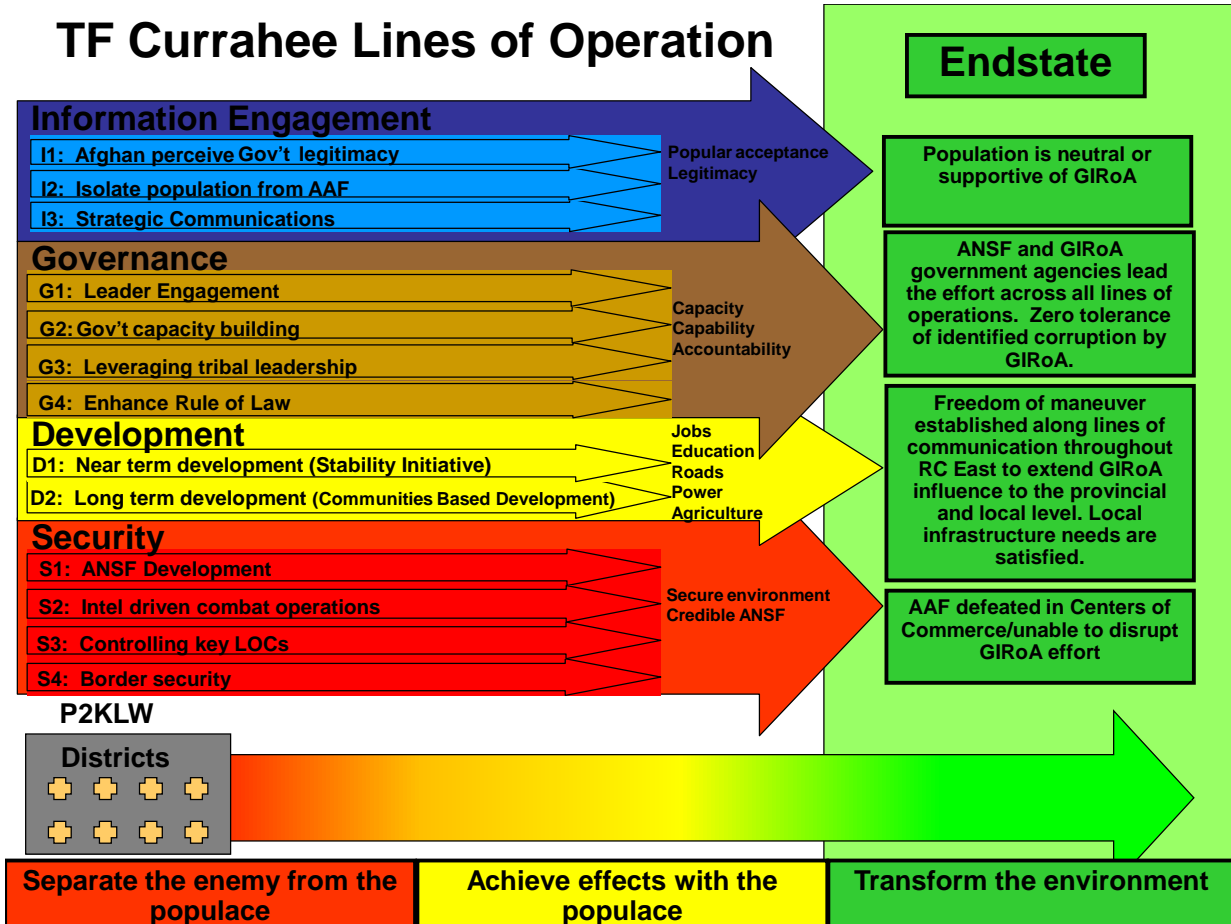 TF Currahee Lines of Operation
Endstate
Information Engagement
I1:  Afghan perceive Gov't legitimacy
I2:  Isolate population from AAF
I3:  Strategic Communications
Popular acceptance
Legitimacy
Population is neutral or
supportive of GIRoA
Governance
G1:  Leader Engagement
G2: Gov't capacity building
G3:  Leveraging tribal leadership
G4:  Enhance Rule of Law
Capacity
Capability
Accountability
ANSF and GIRoA
government agencies lead
the effort across all lines of
operations.  Zero tolerance
of identified corruption by
GIRoA.
Development
D1:  Near term development (Stability Initiative)
D2:  Long term development (Communities Based Development)
Jobs
Education
Roads
Power
Agriculture
Freedom of maneuver
established along lines of
communication throughout
RC East to extend GIRoA
influence to the provincial
and local level. Local
infrastructure needs are
satisfied.
Security
S1:  ANSF Development
S2:  Intel driven combat operations
S3:  Controlling key LOCs
S4:  Border security
Secure environment
Credible ANSF
AAF defeated in Centers of
Commerce/unable to disrupt
GIRoA effort
P2KLW
Districts
Separate the enemy from the
populace
Achieve effects with the
populace
Transform the environment